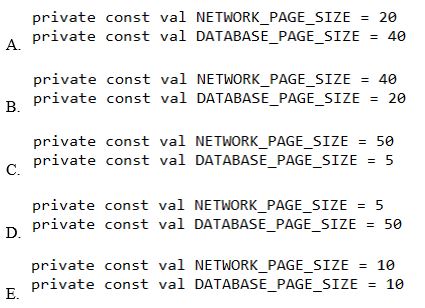 private const val NETWORK_PAGE_SIZE = 20
A. private const val DATABASE_PAGE_SIZE = 40
private const val NETWORK_PAGE_SIZE = 40
B. private const val DATABASE_PAGE_SIZE = 20
private const val NETWORK_PAGE_SIZE = 50
C. private const val DATABASE_PAGE_SIZE = 5
private const val NETWORK_PAGE_SIZE = 5
D. private const val DATABASE_PAGE_SIZE = 50
private const val NETWORK_PAGE_SIZE = 10
E. private const val DATABASE_PAGE_SIZE = 10